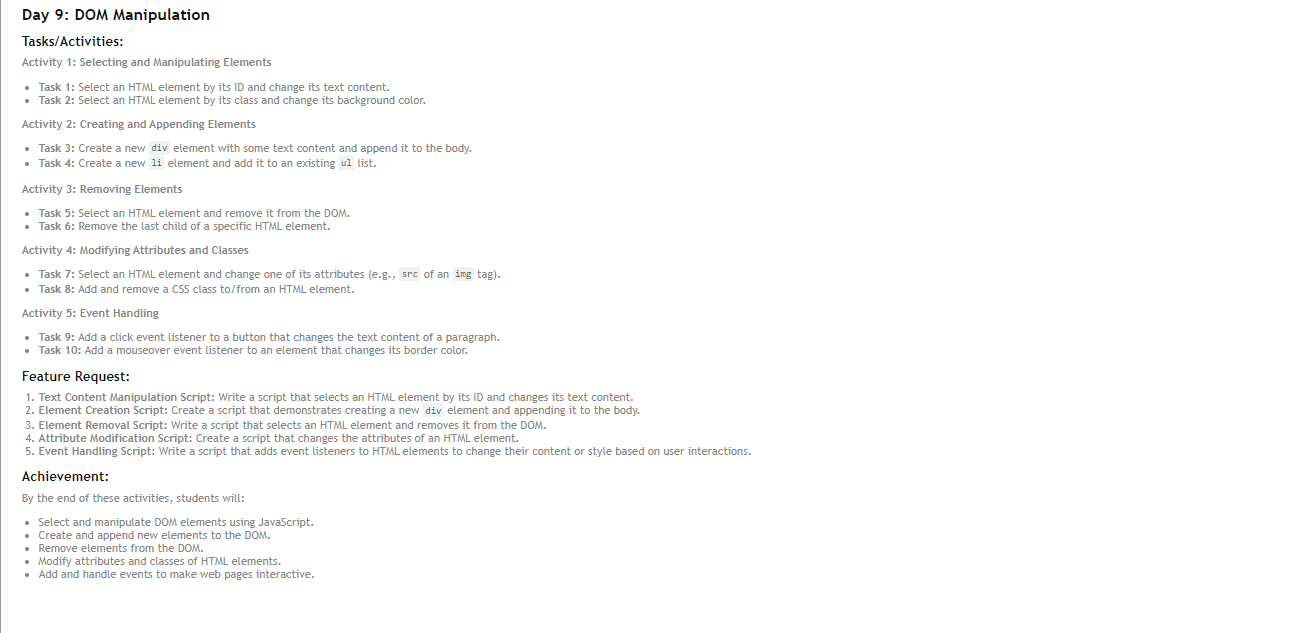 Day 9: DOM Manipulation
Tasks/Activities:
Activity 1: Selecting and Manipulating Elements
• Task 1: Select an HTML element by its ID and change its text content.
• Task 2: Select an HTML element by its class and change its background color.
Activity 2: Creating and Appending Elements
• Task 3: Create a new div element with some text content and append it to the body.
• Task 4: Create a new li element and add it to an existing ul list.
Activity 3: Removing Elements
• Task 5: Select an HTML element and remove it from the DOM.
• Task 6: Remove the last child of a specific HTML element.
Activity 4: Modifying Attributes and Classes
• Task 7: Select an HTML element and change one of its attributes (e.g., src of an img tag).
• Task 8: Add and remove a CSS class to/from an HTML element.
Activity 5: Event Handling
• Task 9: Add a click event listener to a button that changes the text content of a paragraph.
• Task 10: Add a mouseover event listener to an element that changes its border color.
Feature Request:
1. Text Content Manipulation Script: Write a script that selects an HTML element by its ID and changes its text content.
2. Element Creation Script: Create a script that demonstrates creating a new div element and appending it to the body.
3. Element Removal Script: Write a script that selects an HTML element and removes it from the DOM.
4. Attribute Modification Script: Create a script that changes the attributes of an HTML element.
5. Event Handling Script: Write a script that adds event listeners to HTML elements to change their content or style based on user interactions.
Achievement:
By the end of these activities, students will:
• Select and manipulate DOM elements using JavaScript.
• Create and append new elements to the DOM.
• Remove elements from the DOM.
• Modify attributes and classes of HTML elements.
• Add and handle events to make web pages interactive.